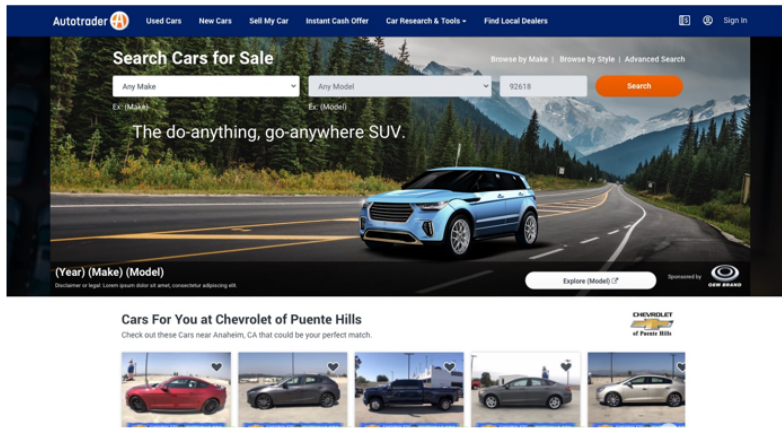 Autotrader
Used Cars New Cars Sell My Car Instant Cash Offer Car Research & Tools Find Local Dealers Sign In
Search Cars for Sale
Browse by Make | Browse by Style | Advanced Search
Any Make Any Model 92618 Search
Ex: (Make) Ex: (Model)
The do-anything, go-anywhere SUV.
(Year) (Make) (Model)
Disclaimer or legal: Lorem ipsum dolor sit amet, consectetur adipiscing elit.
Explore (Model)
Sponsored by
OEM BRAND
Cars For You at Chevrolet of Puente Hills
Check out these Cars near Anaheim, CA that could be your perfect match.
CHEVROLET
of Puente Hills